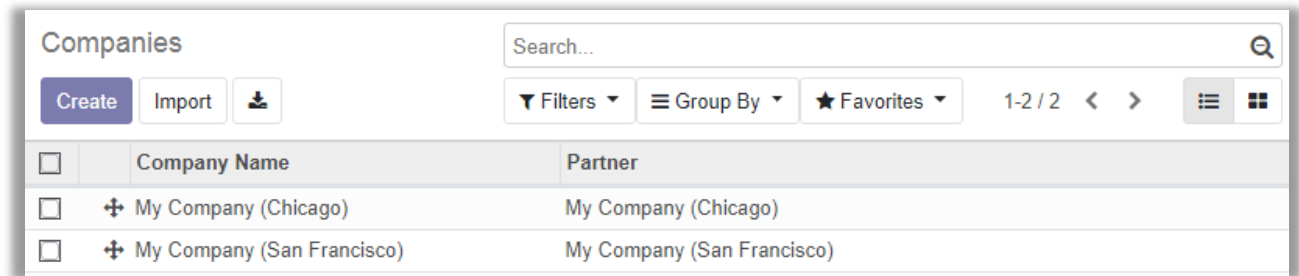 Companies
Search...
Create Import Filters Group By Favorites 1-2 / 2
Company Name Partner
My Company (Chicago) My Company (Chicago)
My Company (San Francisco) My Company (San Francisco)